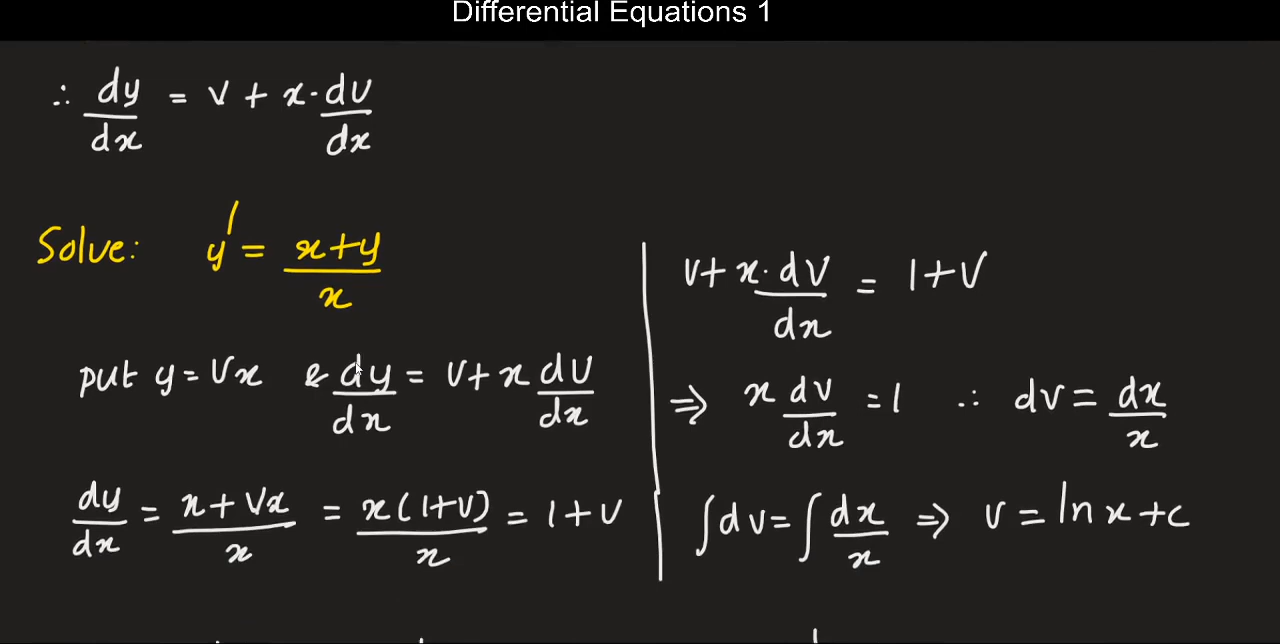 Differential Equations 1
∴ dy/dx = v + x · dv/dx
Solve: y' = (x+y)/x
put y = vx & dy/dx = v + x dv/dx
dy/dx = (x + vx)/x = x(1+v)/x = 1 + v
v + x · dv/dx = 1 + v
⇒ x dv/dx = 1 ∴ dv = dx/x
∫dv = ∫dx/x ⇒ v = ln x + c